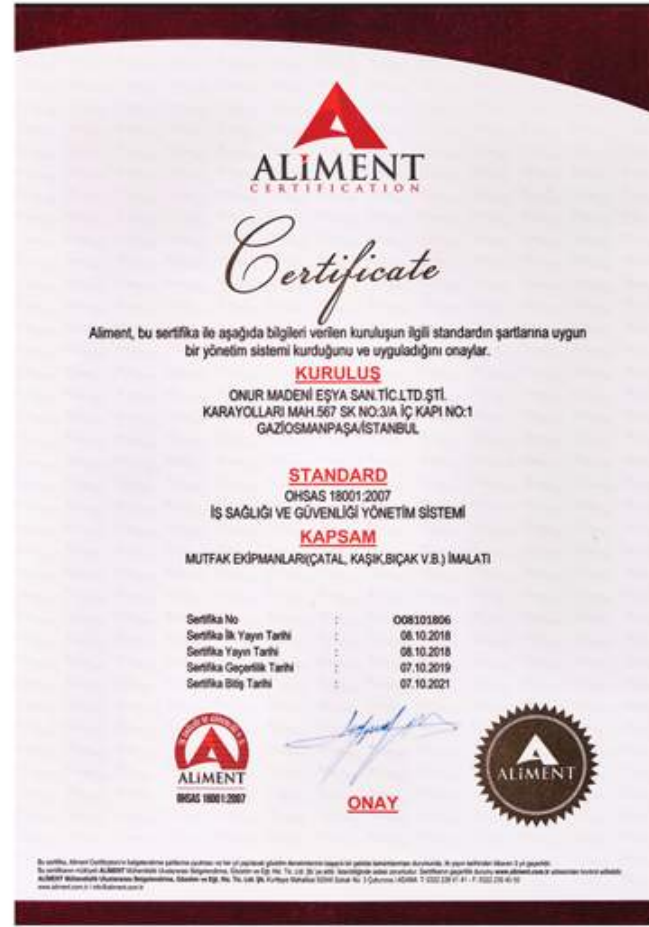 ALİMENT
CERTIFICATION
Certificate
Aliment, bu sertifika ile aşağıda bilgileri verilen kuruluşun ilgili standardın şartlarına uygun
bir yönetim sistemi kurduğunu ve uyguladığını onaylar.
KURULUŞ
ONUR MADENİ EŞYA SAN.TİC.LTD.ŞTİ.
KARAYOLLARI MAH.567 SK NO:3/A İÇ KAPI NO:1
GAZİOSMANPAŞA/İSTANBUL
STANDARD
OHSAS 18001:2007
İŞ SAĞLIĞI VE GÜVENLİĞİ YÖNETİM SİSTEMİ
KAPSAM
MUTFAK EKİPMANLARI(ÇATAL, KAŞIK,BIÇAK V.B.) İMALATI
Sertifika No : O08101806
Sertifika İlk Yayın Tarihi : 08.10.2018
Sertifika Yayın Tarihi : 08.10.2018
Sertifika Geçerlilik Tarihi : 07.10.2019
Sertifika Bitiş Tarihi : 07.10.2021
ALİMENT
OHSAS 18001:2007
ONAY
ALİMENT